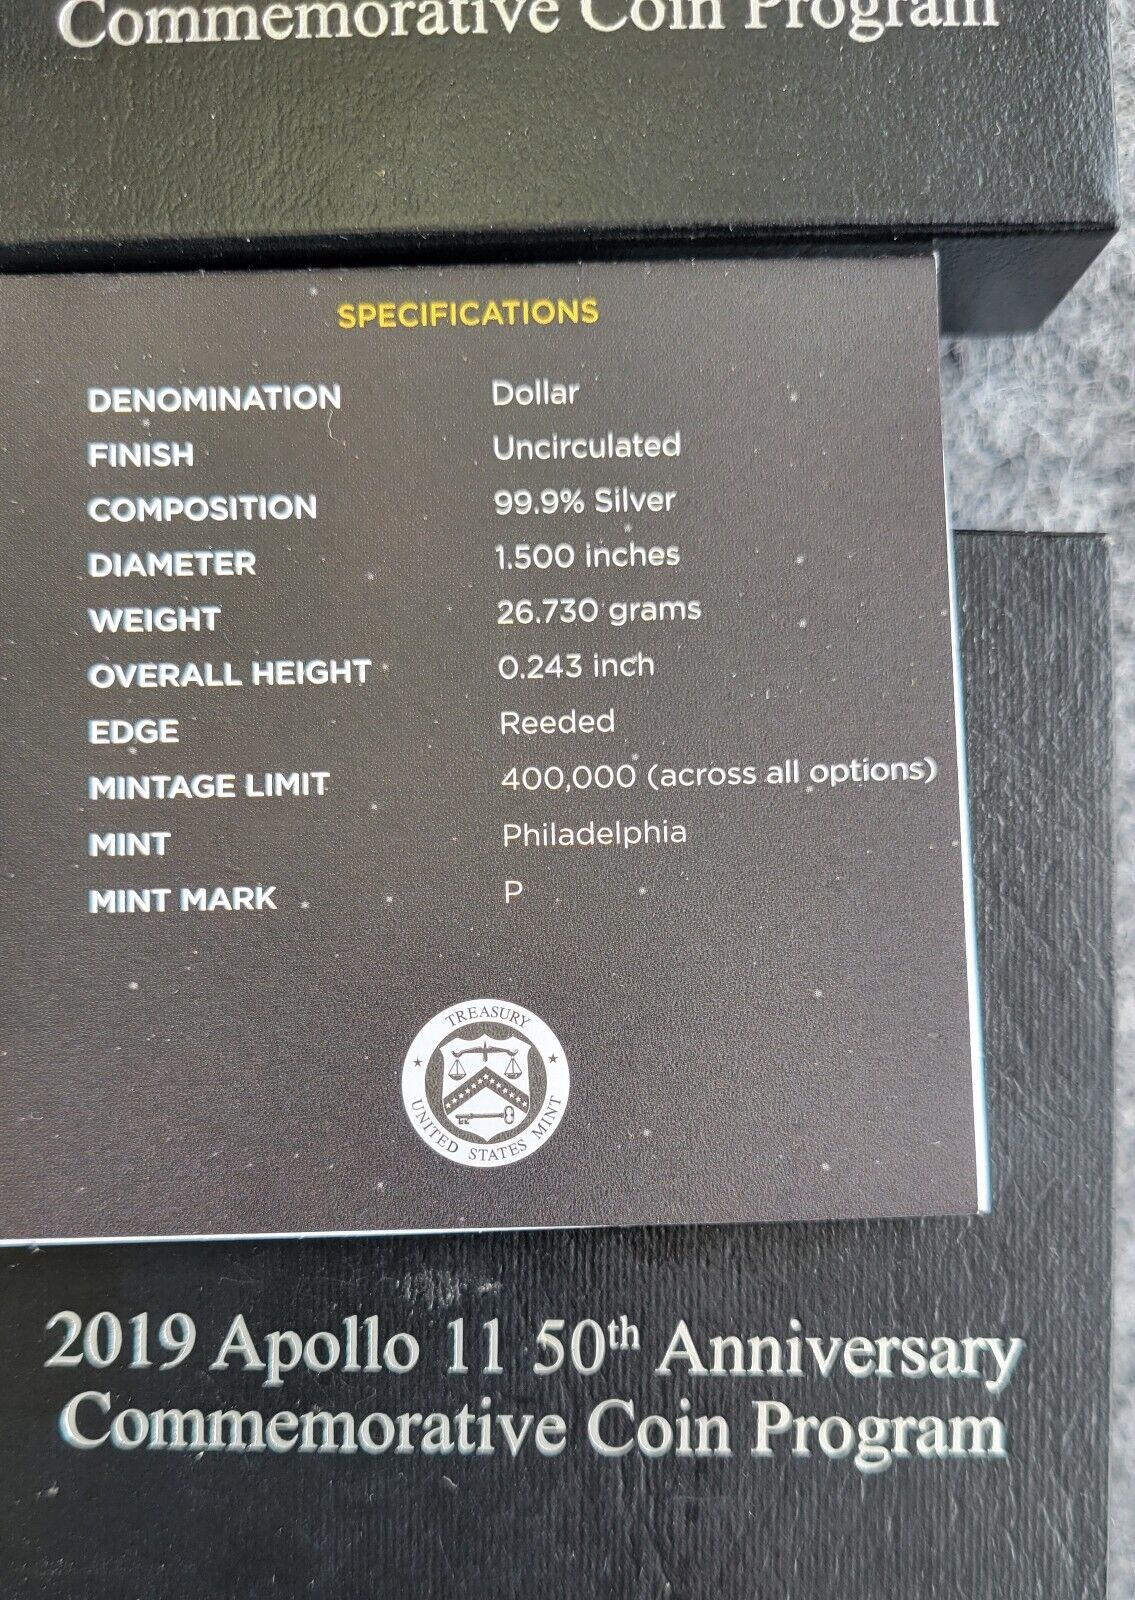 Commemorative Coin Program
SPECIFICATIONS
DENOMINATION Dollar
FINISH Uncirculated
COMPOSITION 99.9% Silver
DIAMETER 1.500 inches
WEIGHT 26.730 grams
OVERALL HEIGHT 0.243 inch
EDGE Reeded
MINTAGE LIMIT 400,000 (across all options)
MINT Philadelphia
MINT MARK P
TREASURY
UNITED STATES MINT
2019 Apollo 11 50th Anniversary
Commemorative Coin Program